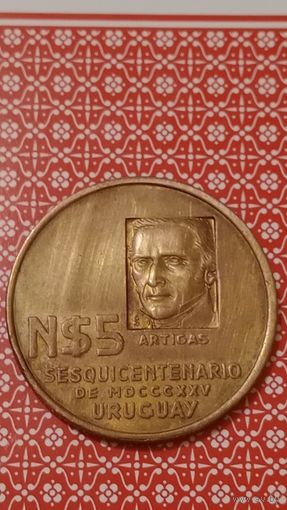 N$5
ARTIGAS
SESQUICENTENARIO
DE MDCCCXXV
URUGUAY